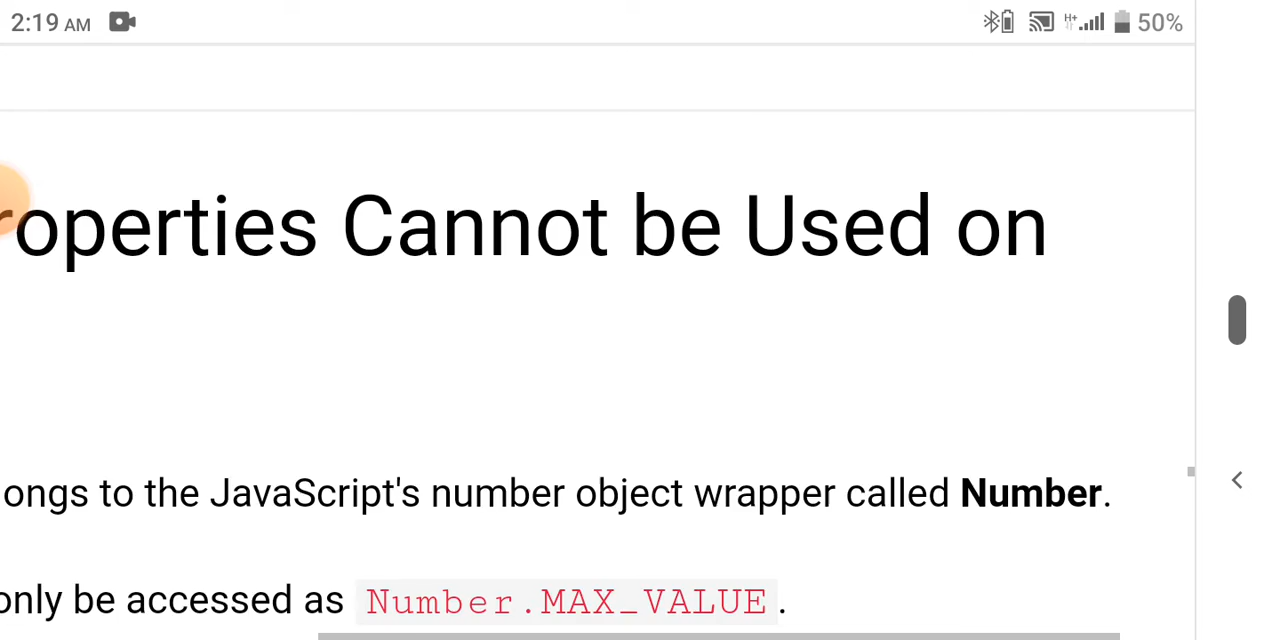 2:19 AM H+ 50%
roperties Cannot be Used on
ongs to the JavaScript's number object wrapper called Number.
only be accessed as Number.MAX_VALUE.